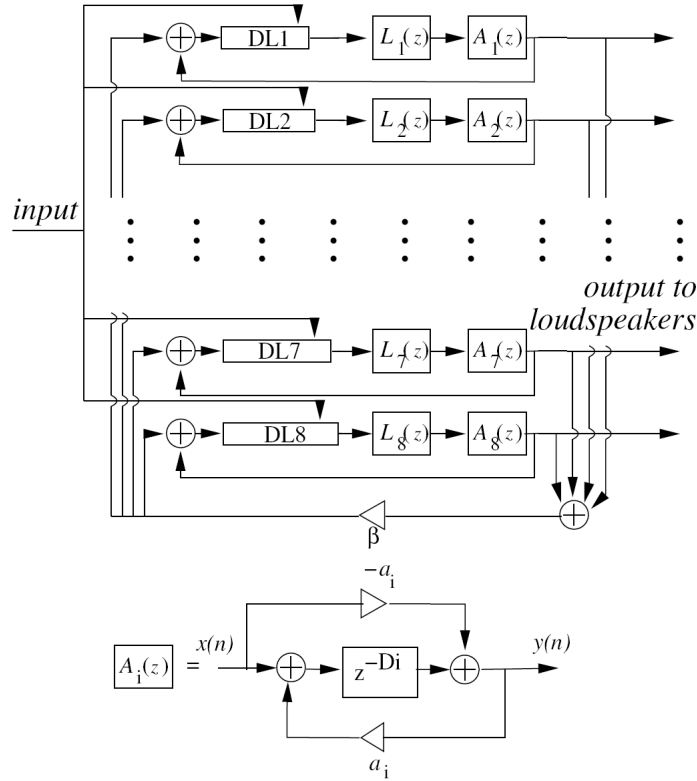 DL1 L1(z) A1(z)
DL2 L2(z) A2(z)
input
output to
loudspeakers
DL7 L7(z) A7(z)
DL8 L8(z) A8(z)
β
−ai
Ai(z) = x(n) z−Di y(n)
ai